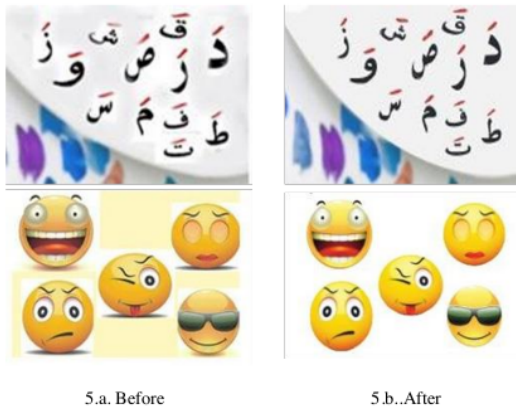 قَ
شَ
زَ
دَ
رَ
صَ
وَ
سَ
مَ
فَ
طَ
تَ
قَ
شَ
زَ
دَ
رَ
صَ
وَ
سَ
مَ
فَ
طَ
تَ
5.a. Before 5.b..After